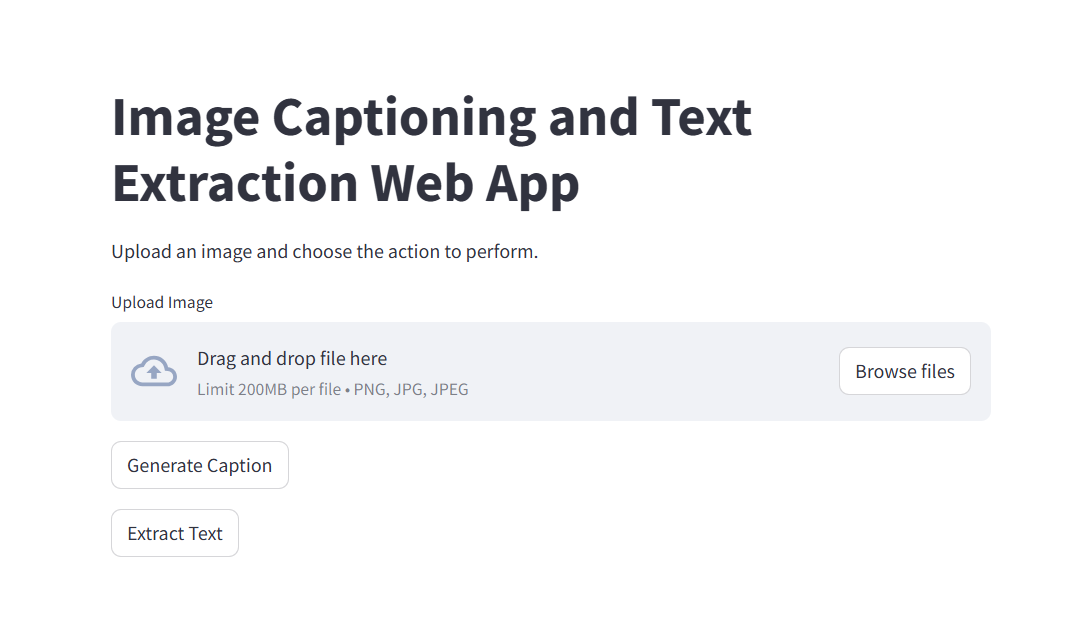 Image Captioning and Text
Extraction Web App
Upload an image and choose the action to perform.
Upload Image
Drag and drop file here
Limit 200MB per file • PNG, JPG, JPEG
Browse files
Generate Caption
Extract Text